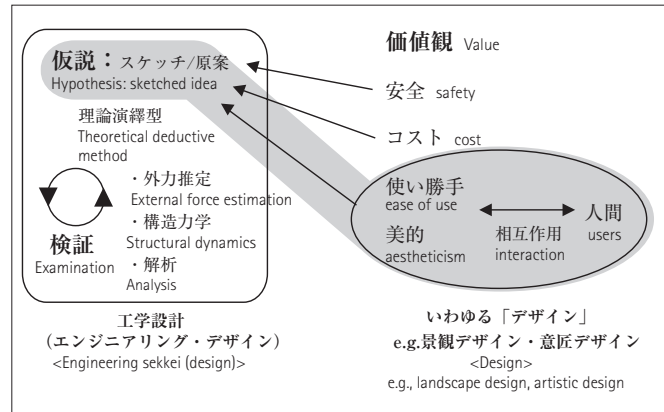 仮説：スケッチ/原案
Hypothesis: sketched idea
理論演繹型
Theoretical deductive
method
・外力推定
External force estimation
・構造力学
Structural dynamics
・解析
Analysis
検証
Examination
工学設計
（エンジニアリング・デザイン）
<Engineering sekkei (design)>
価値観 Value
安全 safety
コスト cost
使い勝手
ease of use
美的
aestheticism
相互作用
interaction
人間
users
いわゆる「デザイン」
e.g.景観デザイン・意匠デザイン
<Design>
e.g., landscape design, artistic design